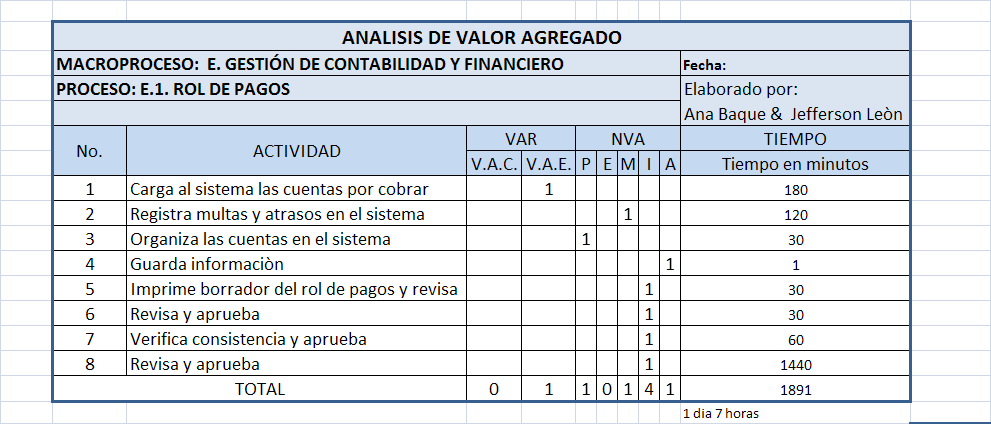 ANALISIS DE VALOR AGREGADO
MACROPROCESO: E. GESTIÓN DE CONTABILIDAD Y FINANCIERO Fecha:
PROCESO: E.1. ROL DE PAGOS Elaborado por:
Ana Baque & Jefferson Leòn
No. ACTIVIDAD VAR NVA TIEMPO
V.A.C. V.A.E. P E M I A Tiempo en minutos
1 Carga al sistema las cuentas por cobrar 1 180
2 Registra multas y atrasos en el sistema 1 120
3 Organiza las cuentas en el sistema 1 30
4 Guarda informaciòn 1 1
5 Imprime borrador del rol de pagos y revisa 1 30
6 Revisa y aprueba 1 30
7 Verifica consistencia y aprueba 1 60
8 Revisa y aprueba 1 1440
TOTAL 0 1 1 0 1 4 1 1891
1 dia 7 horas